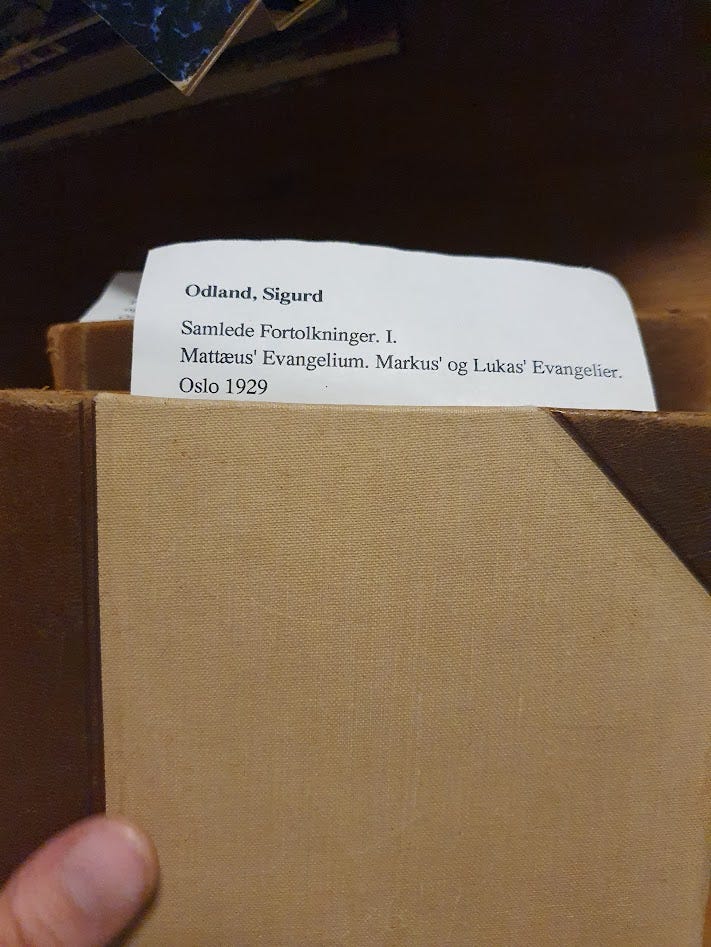 Odland, Sigurd
Samlede Fortolkninger. I.
Mattæus' Evangelium. Markus' og Lukas' Evangelier.
Oslo 1929